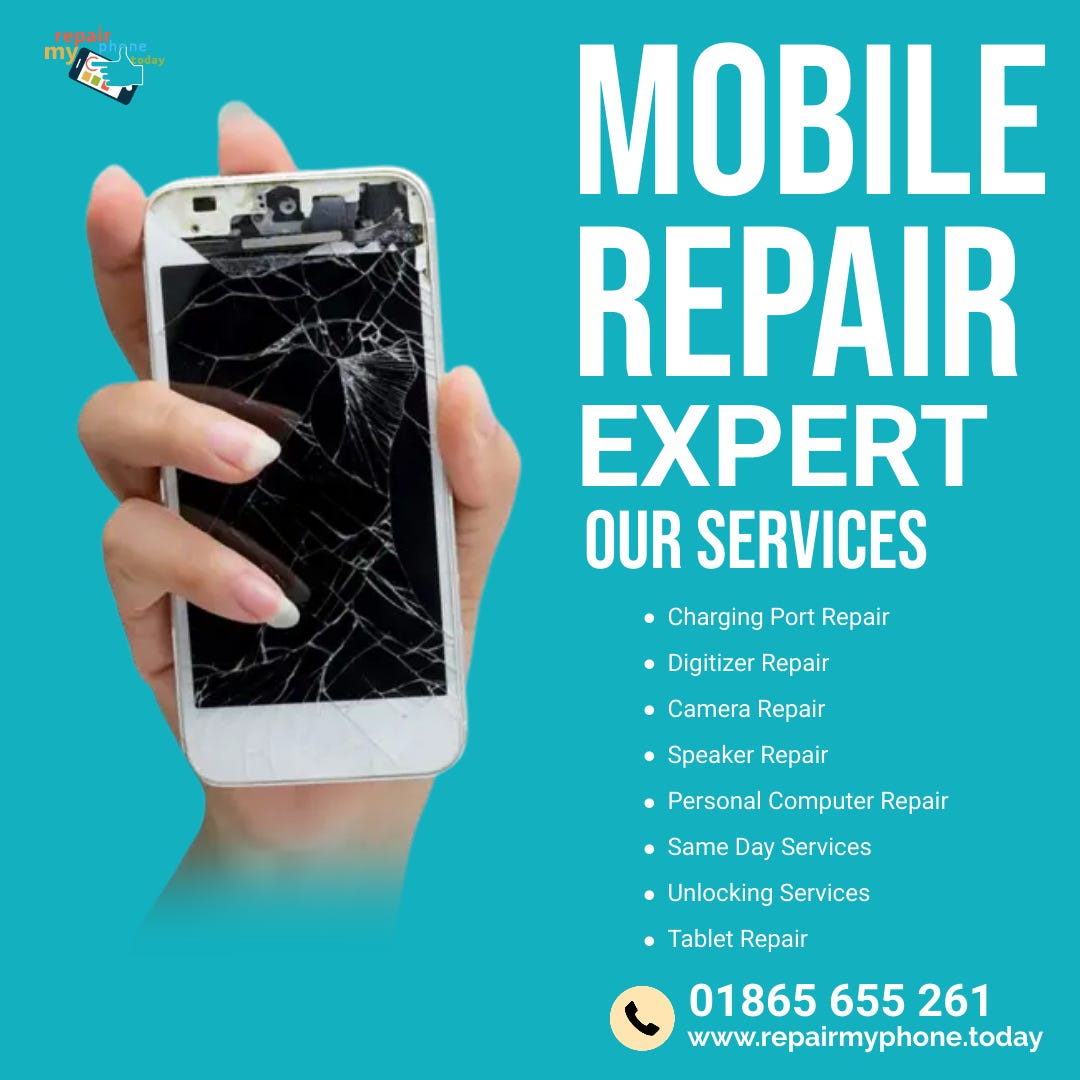 repair
my phone
today
MOBILE
REPAIR
EXPERT
OUR SERVICES
• Charging Port Repair
• Digitizer Repair
• Camera Repair
• Speaker Repair
• Personal Computer Repair
• Same Day Services
• Unlocking Services
• Tablet Repair
01865 655 261
www.repairmyphone.today